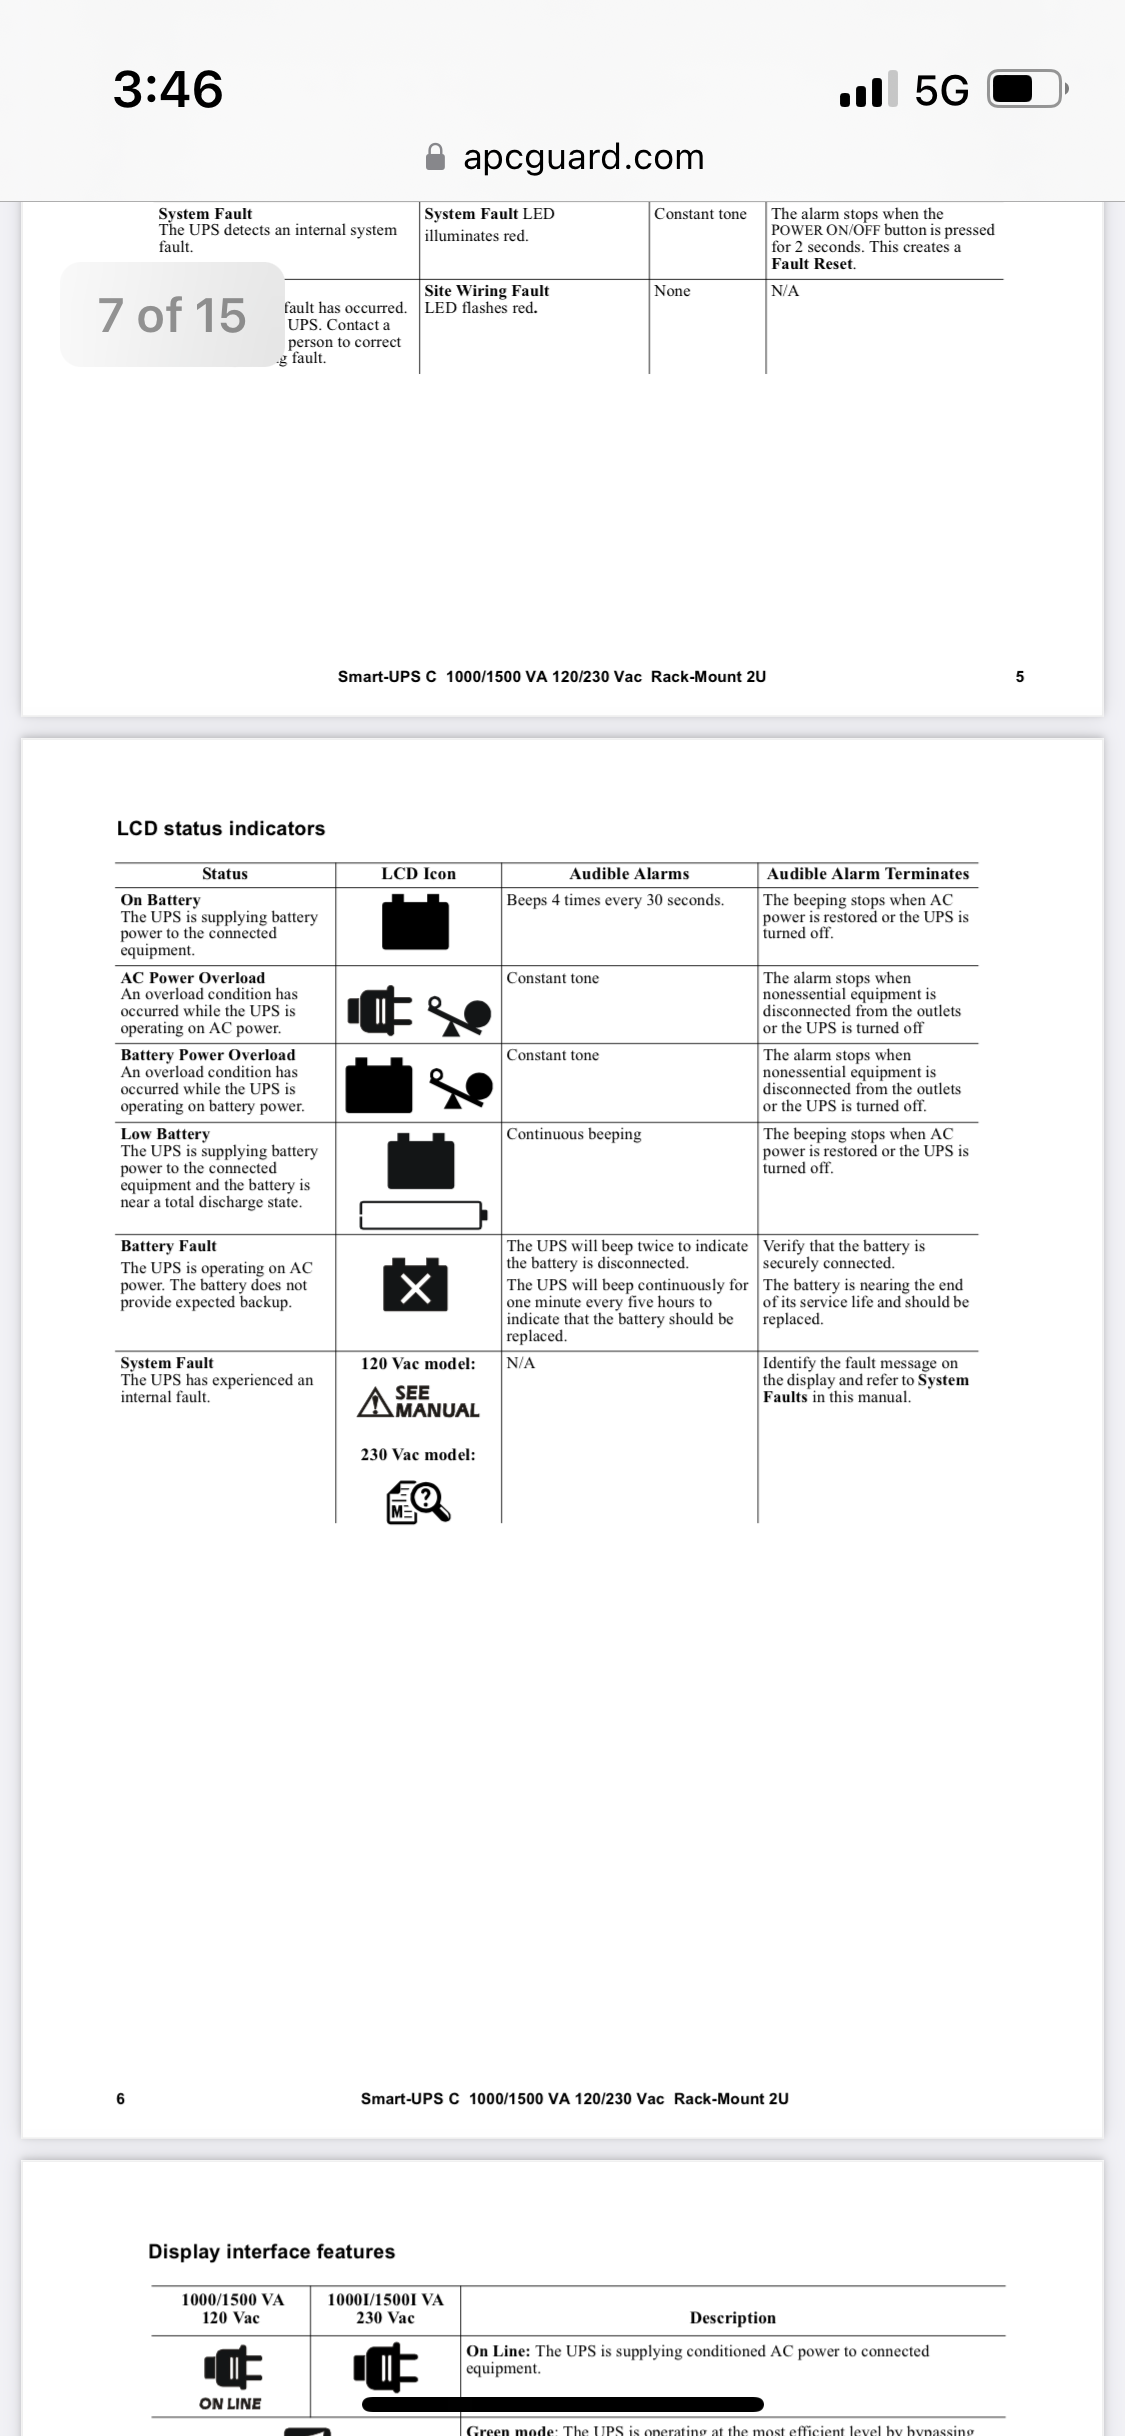 3:46
5G
apcguard.com
System Fault
The UPS detects an internal system
fault.
System Fault LED
illuminates red.
Constant tone
The alarm stops when the
POWER ON/OFF button is pressed
for 2 seconds. This creates a
Fault Reset.
7 of 15
fault has occurred.
UPS. Contact a
person to correct
g fault.
Site Wiring Fault
LED flashes red.
None
N/A
Smart-UPS C 1000/1500 VA 120/230 Vac Rack-Mount 2U
5
LCD status indicators
Status
LCD Icon
Audible Alarms
Audible Alarm Terminates
On Battery
The UPS is supplying battery
power to the connected
equipment.
Beeps 4 times every 30 seconds.
The beeping stops when AC
power is restored or the UPS is
turned off.
AC Power Overload
An overload condition has
occurred while the UPS is
operating on AC power.
Constant tone
The alarm stops when
nonessential equipment is
disconnected from the outlets
or the UPS is turned off
Battery Power Overload
An overload condition has
occurred while the UPS is
operating on battery power.
Constant tone
The alarm stops when
nonessential equipment is
disconnected from the outlets
or the UPS is turned off.
Low Battery
The UPS is supplying battery
power to the connected
equipment and the battery is
near a total discharge state.
Continuous beeping
The beeping stops when AC
power is restored or the UPS is
turned off.
Battery Fault
The UPS is operating on AC
power. The battery does not
provide expected backup.
The UPS will beep twice to indicate
the battery is disconnected.
The UPS will beep continuously for
one minute every five hours to
indicate that the battery should be
replaced.
Verify that the battery is
securely connected.
The battery is nearing the end
of its service life and should be
replaced.
System Fault
The UPS has experienced an
internal fault.
120 Vac model:
SEE
MANUAL
230 Vac model:
M
?
N/A
Identify the fault message on
the display and refer to System
Faults in this manual.
6
Smart-UPS C 1000/1500 VA 120/230 Vac Rack-Mount 2U
Display interface features
1000/1500 VA
120 Vac
1000I/1500I VA
230 Vac
Description
ON LINE
On Line: The UPS is supplying conditioned AC power to connected
equipment.
Green mode: The UPS is operating at the most efficient level by bypassing